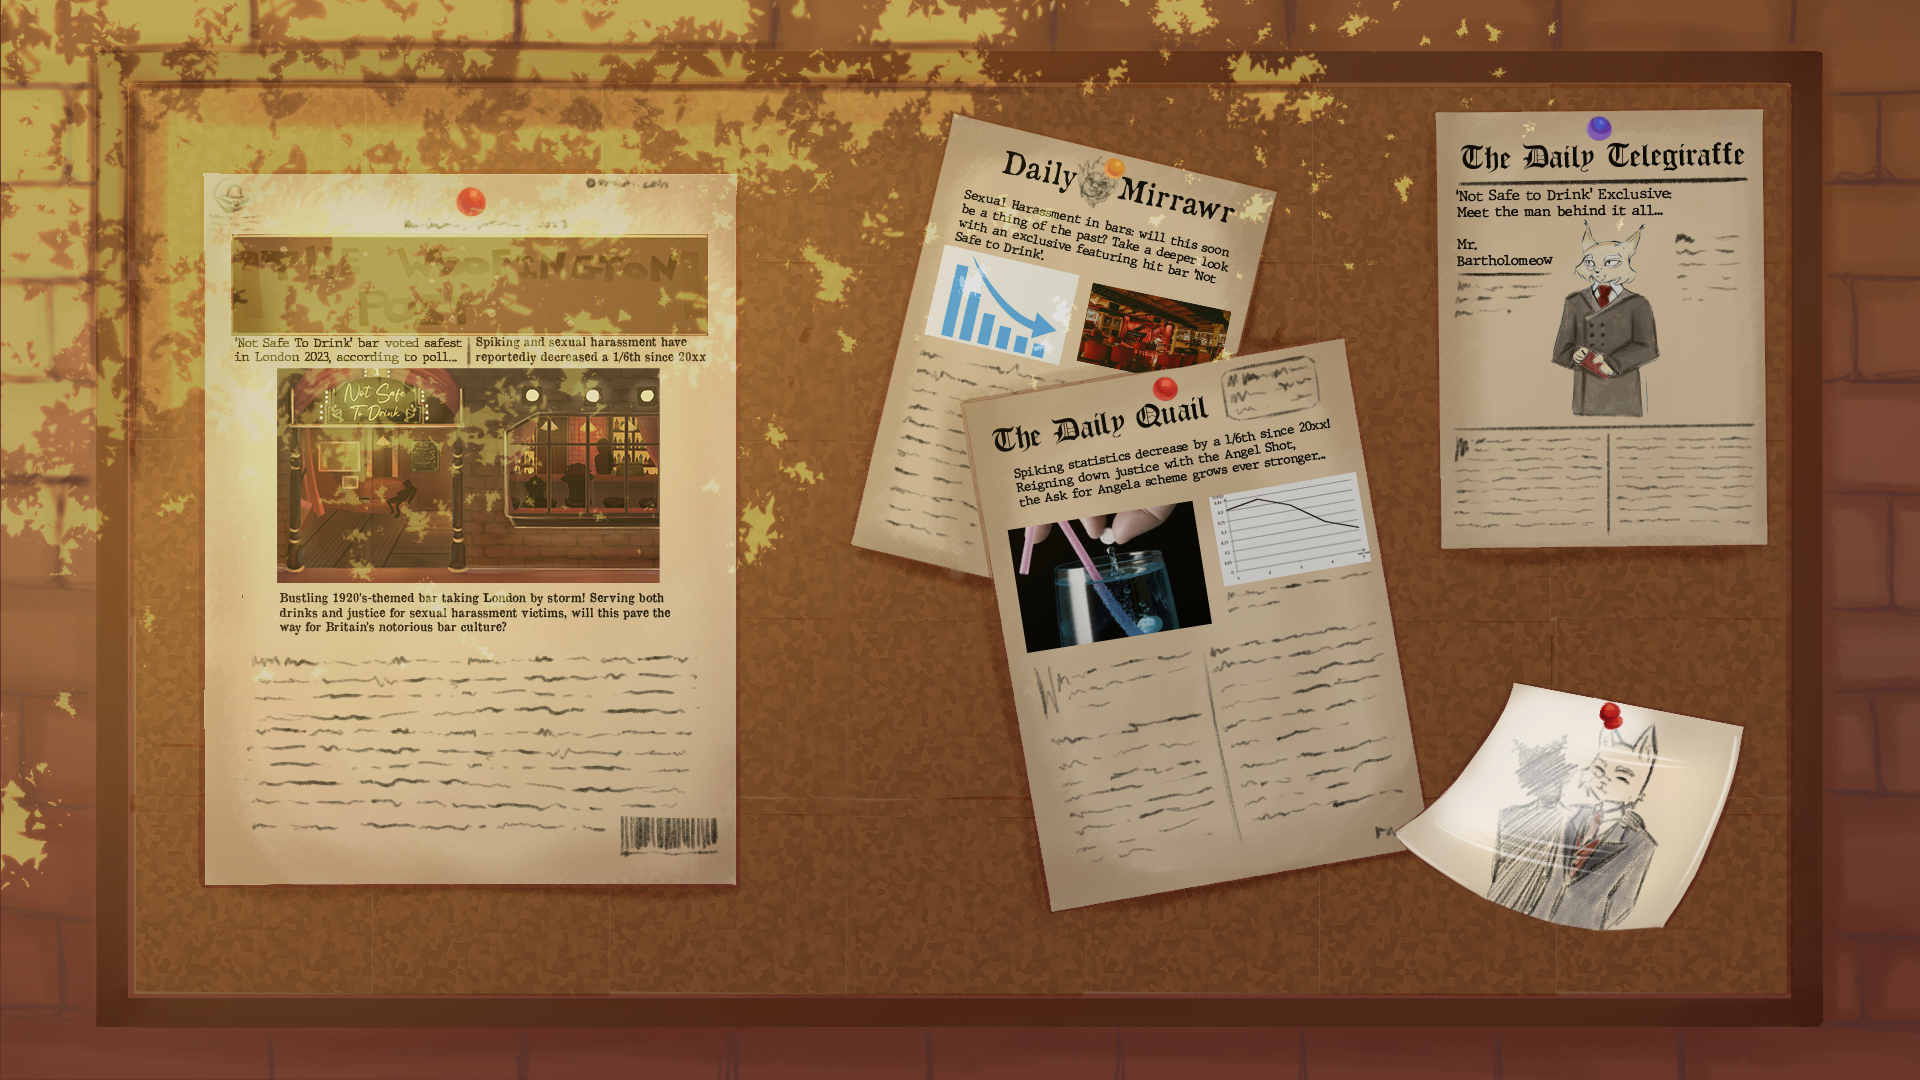 THE WOOFINGTON
POST
'Not Safe To Drink' bar voted safest
in London 2023, according to poll...
Spiking and sexual harassment have
reportedly decreased a 1/6th since 20xx
Not Safe
To Drink
Bustling 1920's-themed bar taking London by storm! Serving both
drinks and justice for sexual harassment victims, will this pave the
way for Britain's notorious bar culture?
Daily Mirrawr
Sexual Harassment in bars: will this soon
be a thing of the past? Take a deeper look
with an exclusive featuring hit bar 'Not
Safe to Drink'.
The Daily Quail
Spiking statistics decrease by a 1/6th since 20xx!
Reigning down justice with the Angel Shot,
the Ask for Angela scheme grows ever stronger...
The Daily Telegiraffe
'Not Safe to Drink' Exclusive:
Meet the man behind it all...
Mr.
Bartholomeow